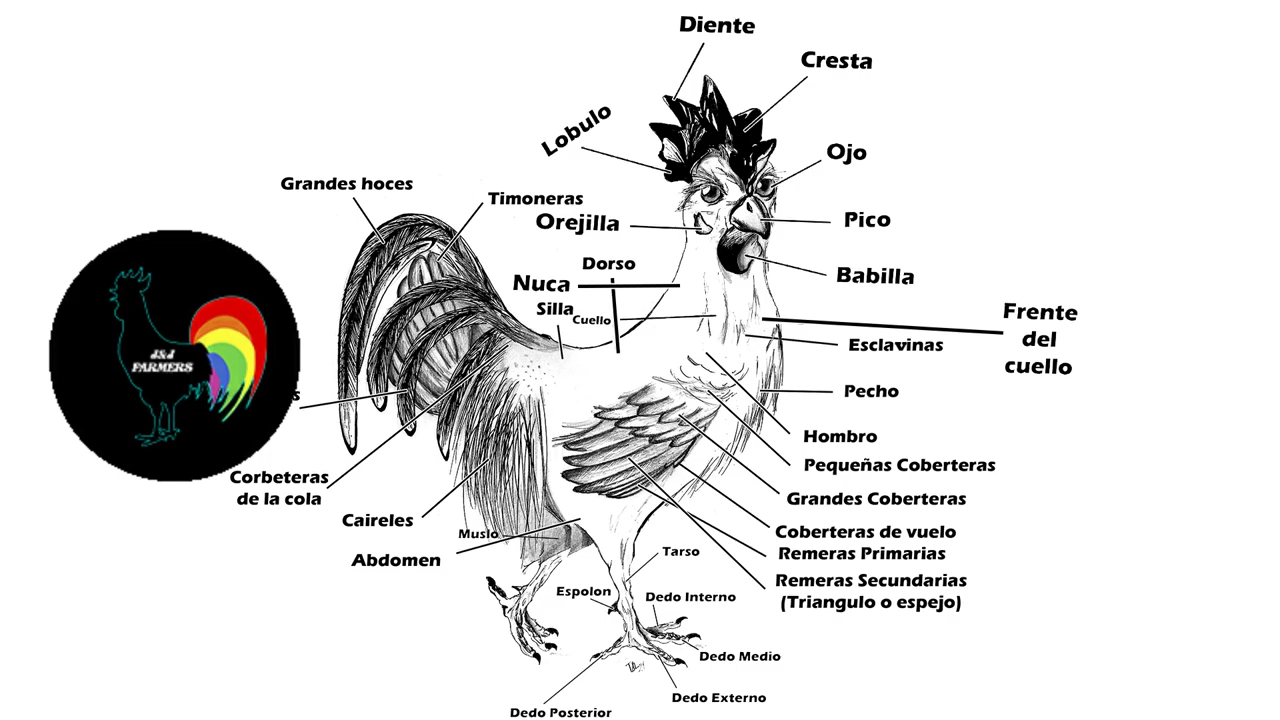 Diente
Cresta
Lobulo
Ojo
Grandes hoces
Timoneras
Orejilla
Pico
Dorso
Nuca
Babilla
Silla
Cuello
Frente
del
cuello
Esclavinas
J&J
FARMERS
Pecho
s
Hombro
Pequeñas Coberteras
Corbeteras
de la cola
Grandes Coberteras
Caireles
Muslo
Coberteras de vuelo
Abdomen
Tarso
Remeras Primarias
Remeras Secundarias
(Triangulo o espejo)
Espolon
Dedo Interno
Dedo Medio
Dedo Externo
Dedo Posterior